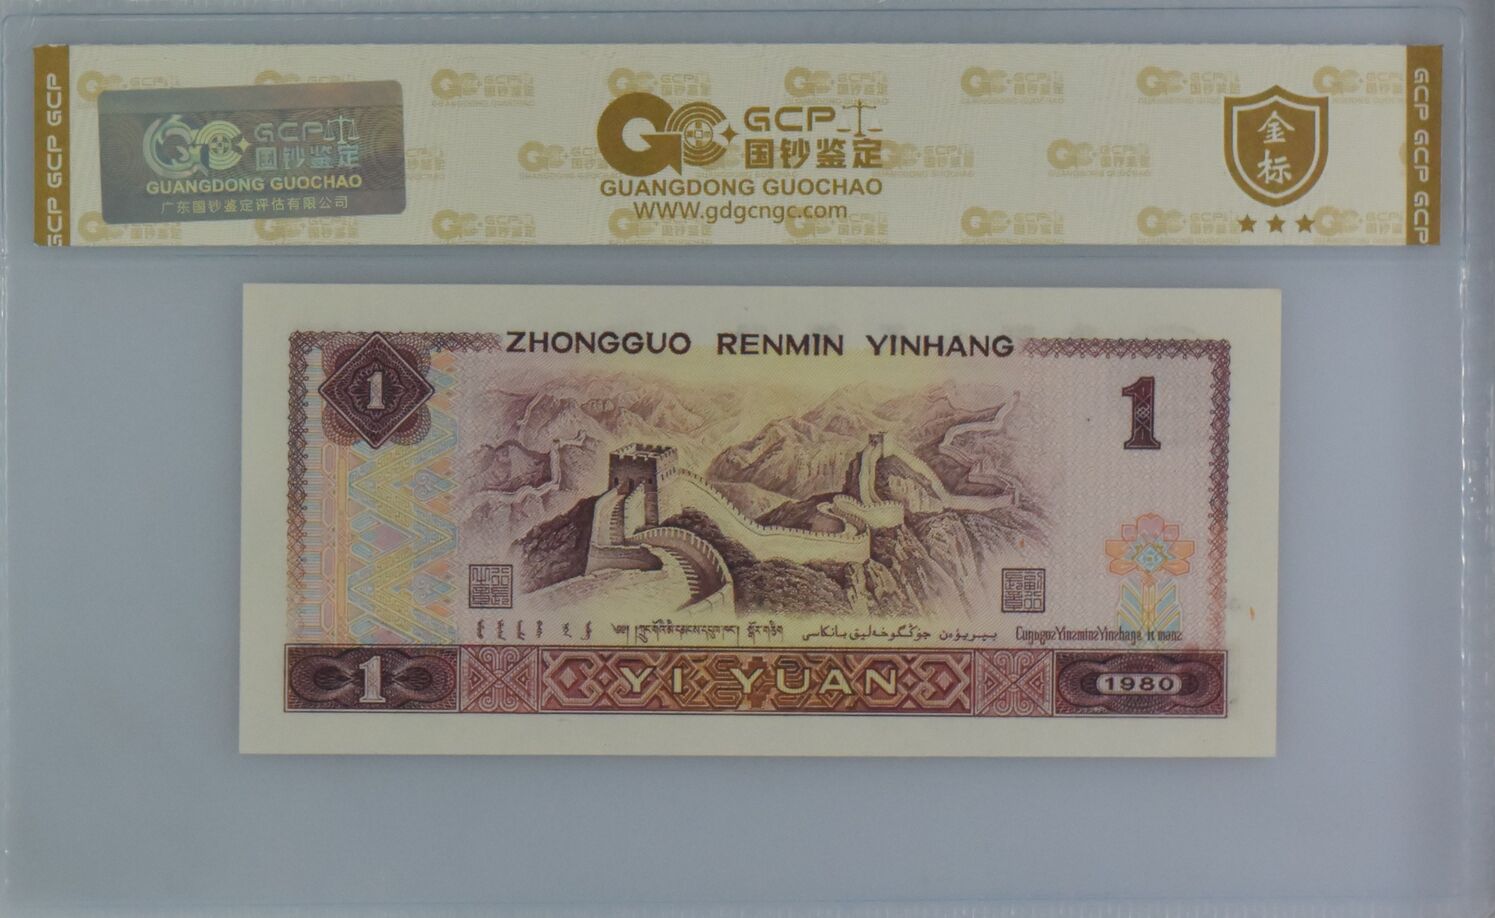 GCP GCP GCP
GCP
国钞鉴定
GUANGDONG GUOCHAO
广东国钞鉴定评估有限公司
GCP
国钞鉴定
GUANGDONG GUOCHAO
WWW.gdgcngc.com
金标
GCP GCP GCP
ZHONGGUO RENMIN YINHANG
1
1
1
YI YUAN
1980